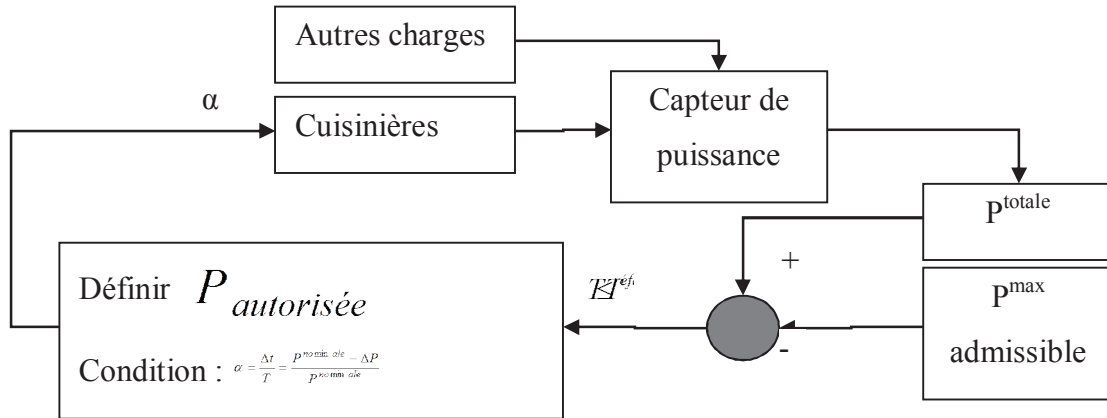 Autres charges
α
Cuisinières
Capteur de
puissance
P^totale
+
P^max
admissible
-
Définir P_autorisée
Condition : α = Δt/T = (P^nominale - ΔP)/P^nominale